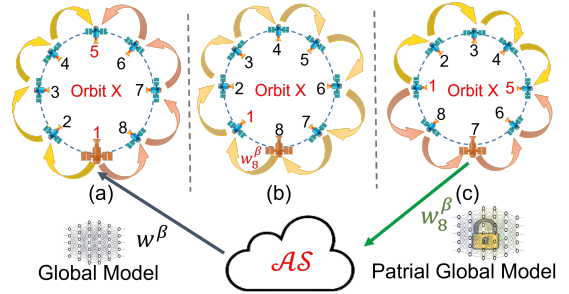 5
4 6
3 Orbit X 7
2 8
1
(a)
4
3 5
2 Orbit X 6
1 7
8
w_8^β
(b)
3
2 4
1 Orbit X 5
8 6
7
(c)
w^β
w_8^β
AS
Global Model
Patrial Global Model